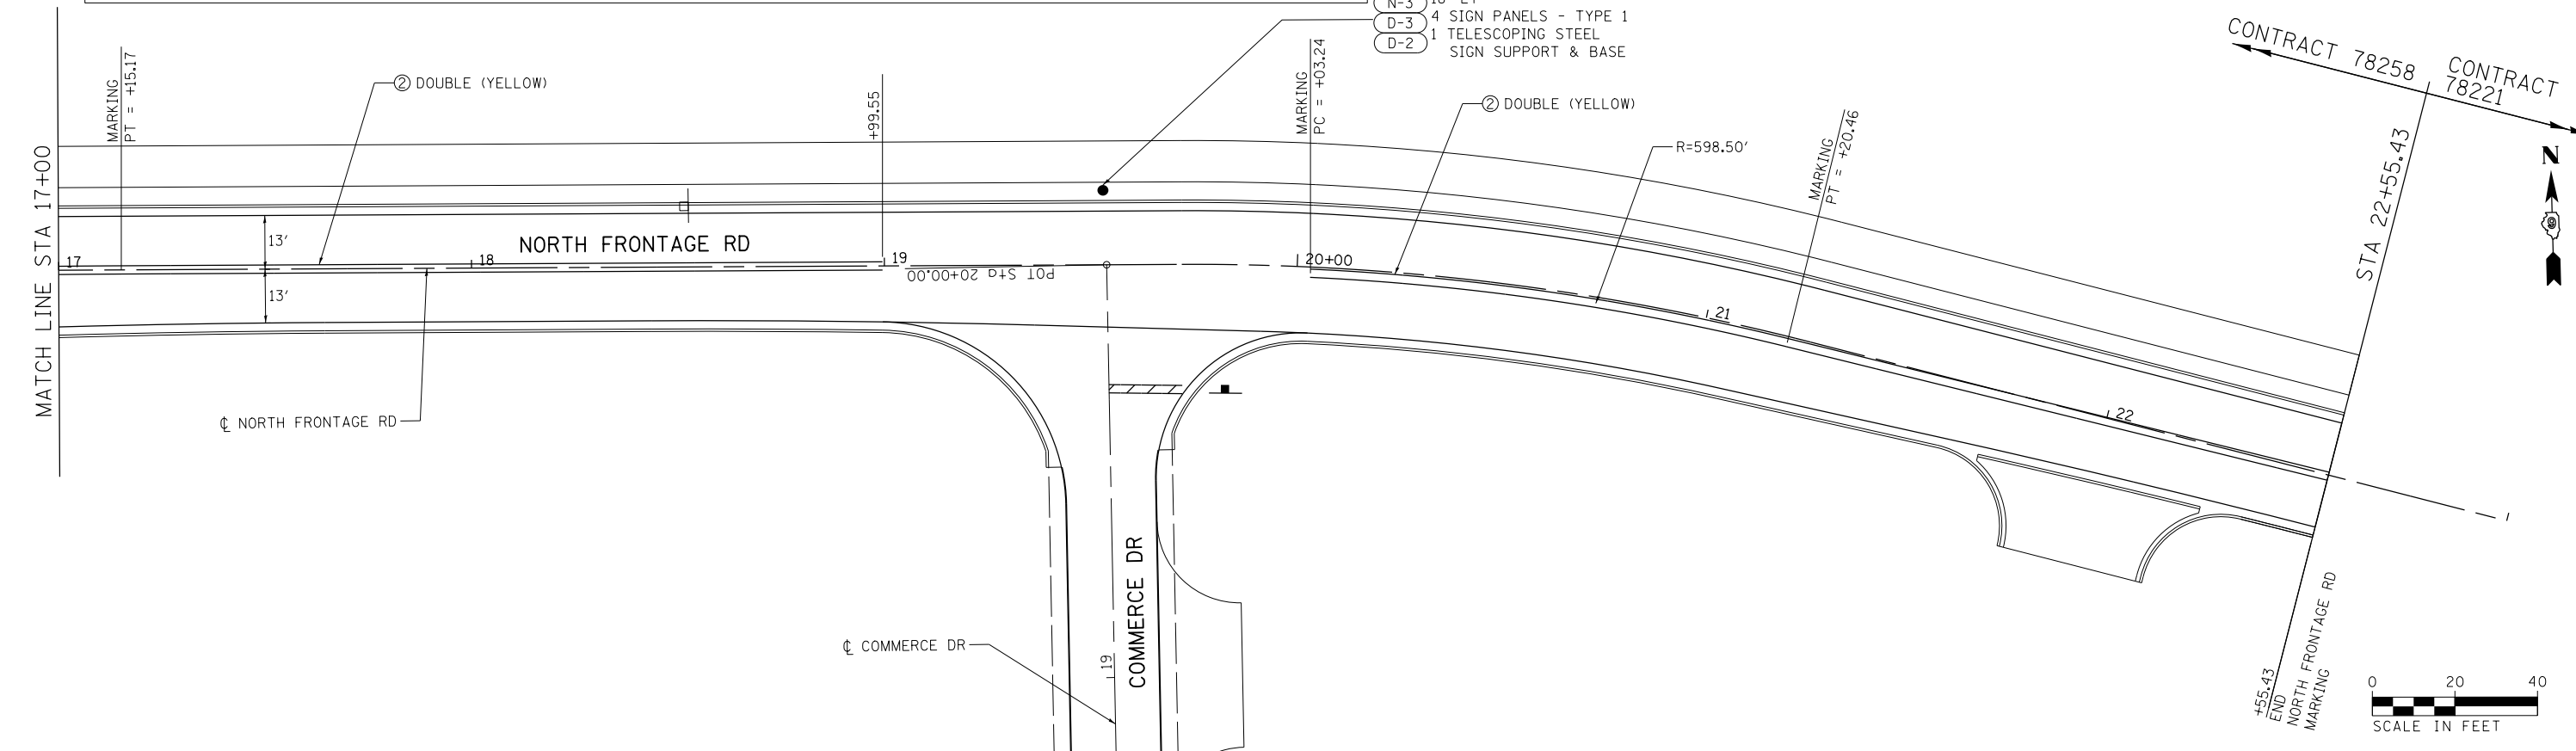 N-3
D-3 4 SIGN PANELS - TYPE 1
D-2 1 TELESCOPING STEEL
SIGN SUPPORT & BASE
CONTRACT 78258
CONTRACT
78221
MARKING
PT = +15.17
2 DOUBLE (YELLOW)
+99.55
MARKING
PC = +03.24
2 DOUBLE (YELLOW)
R=598.50'
MARKING
PT = +20.46
STA 22+55.43
N
MATCH LINE STA 17+00
13'
13'
NORTH FRONTAGE RD
17
18
19
POT Sta 20+00.00
20+00
21
22
℄ NORTH FRONTAGE RD
℄ COMMERCE DR
19
COMMERCE DR
+55.43
END
NORTH FRONTAGE RD
MARKING
0 20 40
SCALE IN FEET